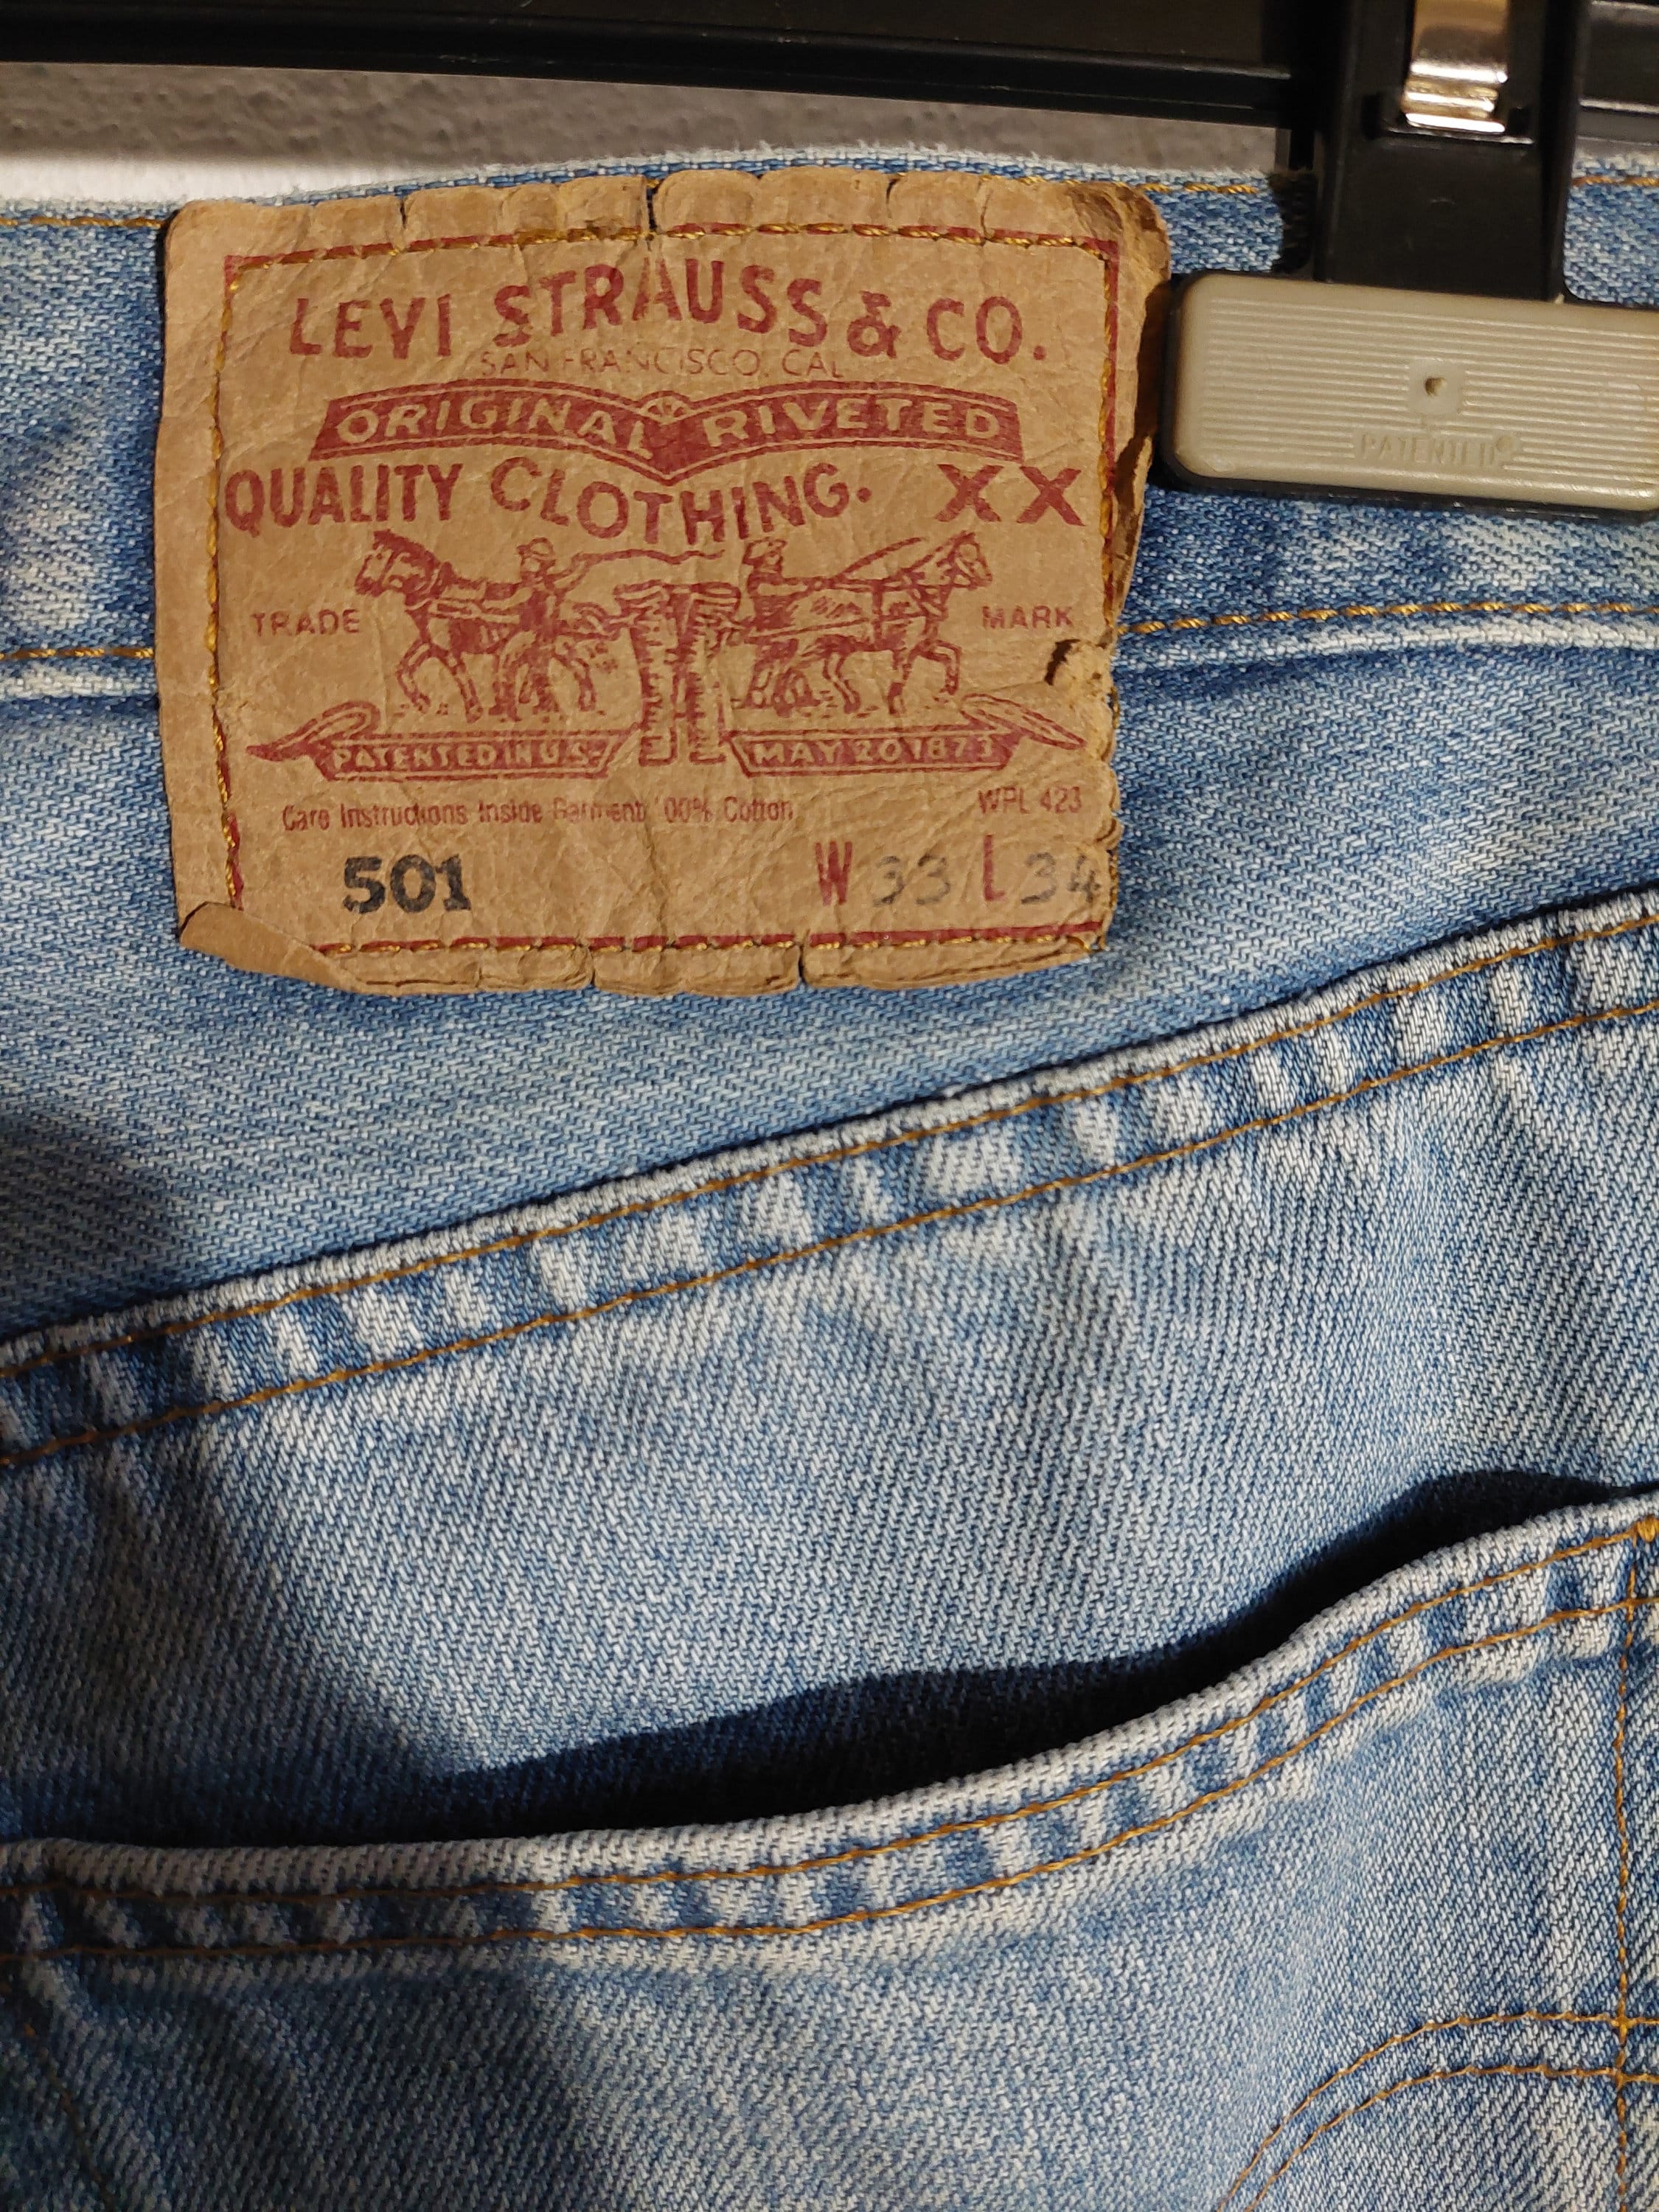 LEVI STRAUSS & CO.
SAN FRANCISCO, CAL
ORIGINAL RIVETED
QUALITY CLOTHING. XX
TRADE MARK
PATENTED IN U.S. MAY 20 1873
Care Instructions Inside Garment 100% Cotton WPL 423
501 W 33 L 34
PATENTED